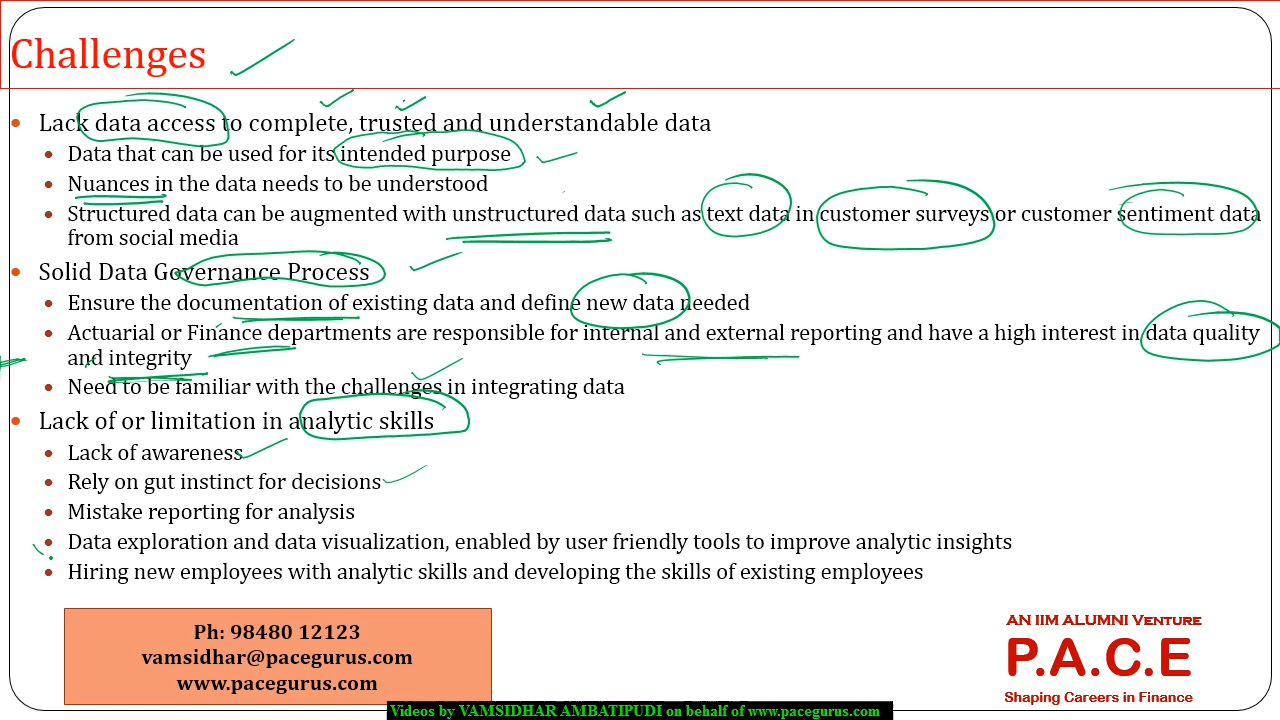 Challenges
Lack data access to complete, trusted and understandable data
Data that can be used for its intended purpose
Nuances in the data needs to be understood
Structured data can be augmented with unstructured data such as text data in customer surveys or customer sentiment data
from social media
Solid Data Governance Process
Ensure the documentation of existing data and define new data needed
Actuarial or Finance departments are responsible for internal and external reporting and have a high interest in data quality
and integrity
Need to be familiar with the challenges in integrating data
Lack of or limitation in analytic skills
Lack of awareness
Rely on gut instinct for decisions
Mistake reporting for analysis
Data exploration and data visualization, enabled by user friendly tools to improve analytic insights
Hiring new employees with analytic skills and developing the skills of existing employees
Ph: 98480 12123
vamsidhar@pacegurus.com
www.pacegurus.com
AN IIM ALUMNI VENTURE
P.A.C.E
Shaping Careers in Finance
Videos by VAMSIDHAR AMBATIPUDI on behalf of www.pacegurus.com